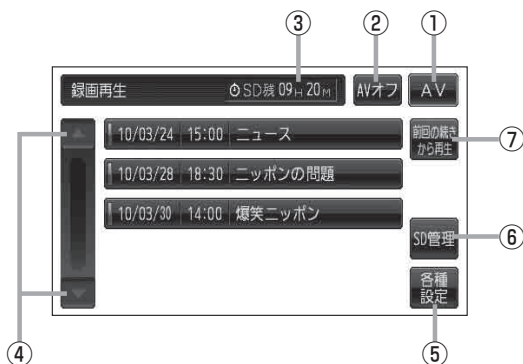 ③ ② ①
録画再生 SD残 09H 20M AVオフ AV
10/03/24 15:00 ニュース
前回の続き
から再生
⑦
10/03/28 18:30 ニッポンの問題
10/03/30 14:00 爆笑ニッポン
SD管理 ⑥
各種
設定
④ ⑤